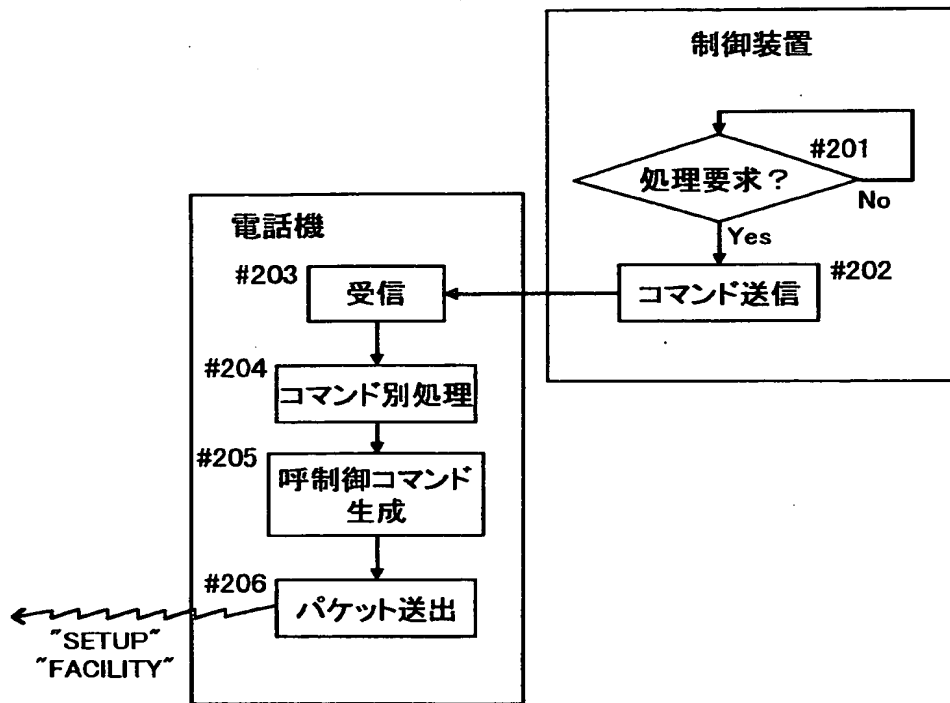 制御装置
#201
処理要求？
No
Yes
#202
コマンド送信
電話機
#203
受信
#204
コマンド別処理
#205
呼制御コマンド
生成
#206
パケット送出
"SETUP"
"FACILITY"